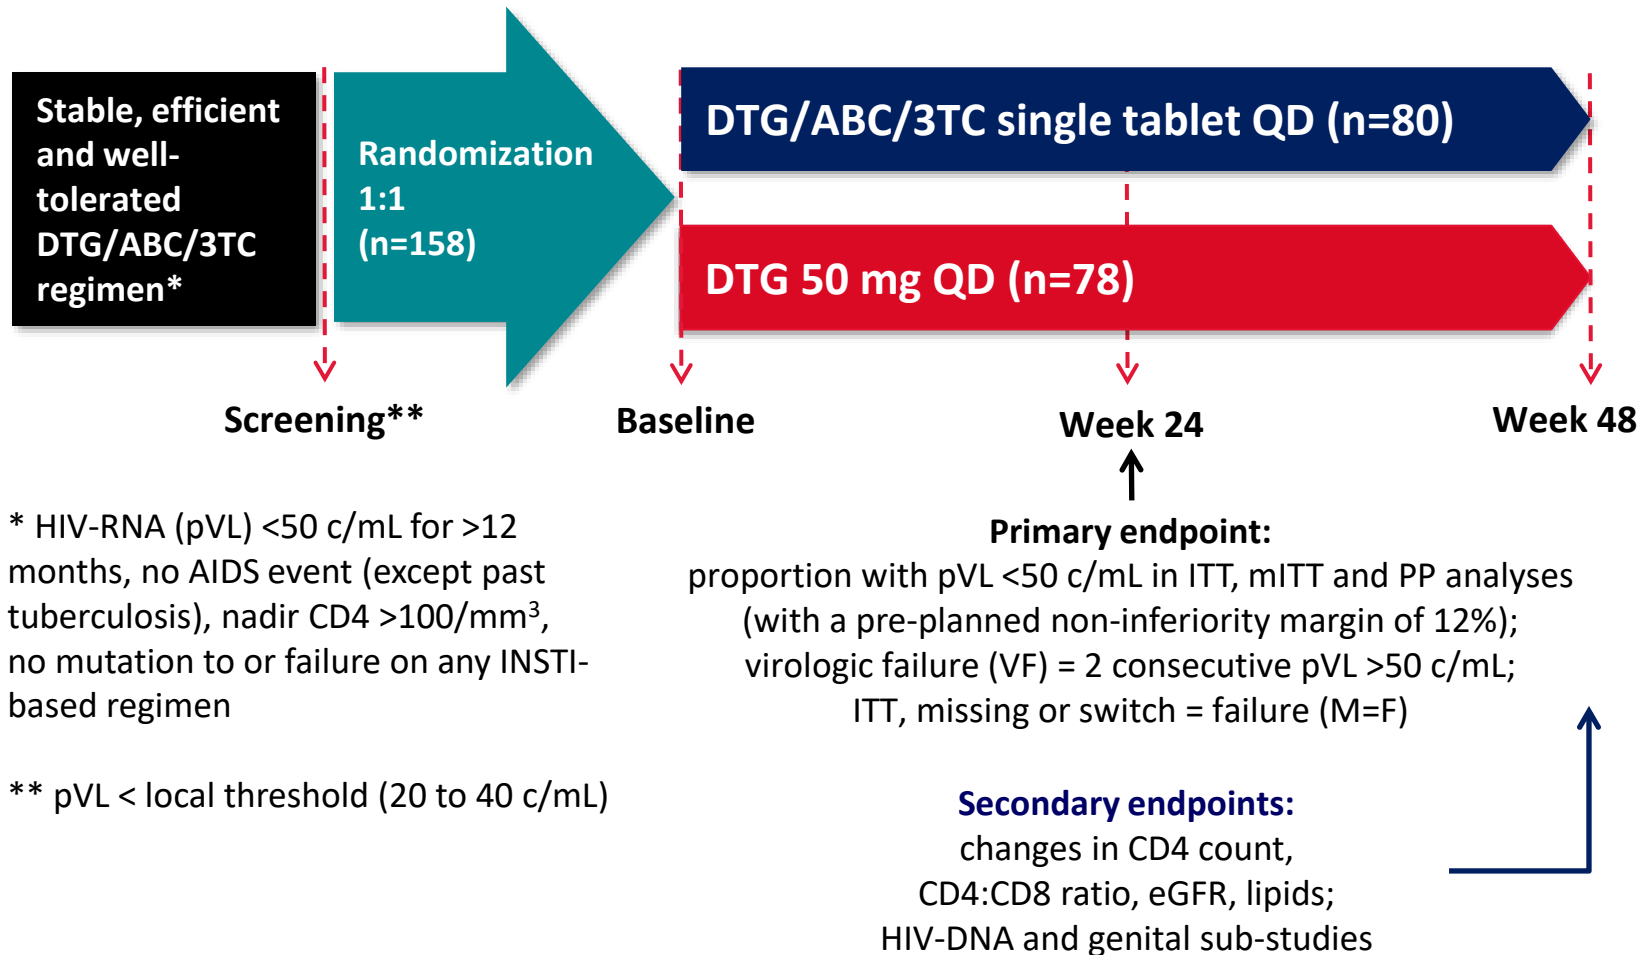 Stable, efficient
and well-
tolerated
DTG/ABC/3TC
regimen*
Randomization
1:1
(n=158)
DTG/ABC/3TC single tablet QD (n=80)
DTG 50 mg QD (n=78)
Screening**
Baseline
Week 24
Week 48
* HIV-RNA (pVL) <50 c/mL for >12
months, no AIDS event (except past
tuberculosis), nadir CD4 >100/mm³,
no mutation to or failure on any INSTI-
based regimen
** pVL < local threshold (20 to 40 c/mL)
Primary endpoint:
proportion with pVL <50 c/mL in ITT, mITT and PP analyses
(with a pre-planned non-inferiority margin of 12%);
virologic failure (VF) = 2 consecutive pVL >50 c/mL;
ITT, missing or switch = failure (M=F)
Secondary endpoints:
changes in CD4 count,
CD4:CD8 ratio, eGFR, lipids;
HIV-DNA and genital sub-studies